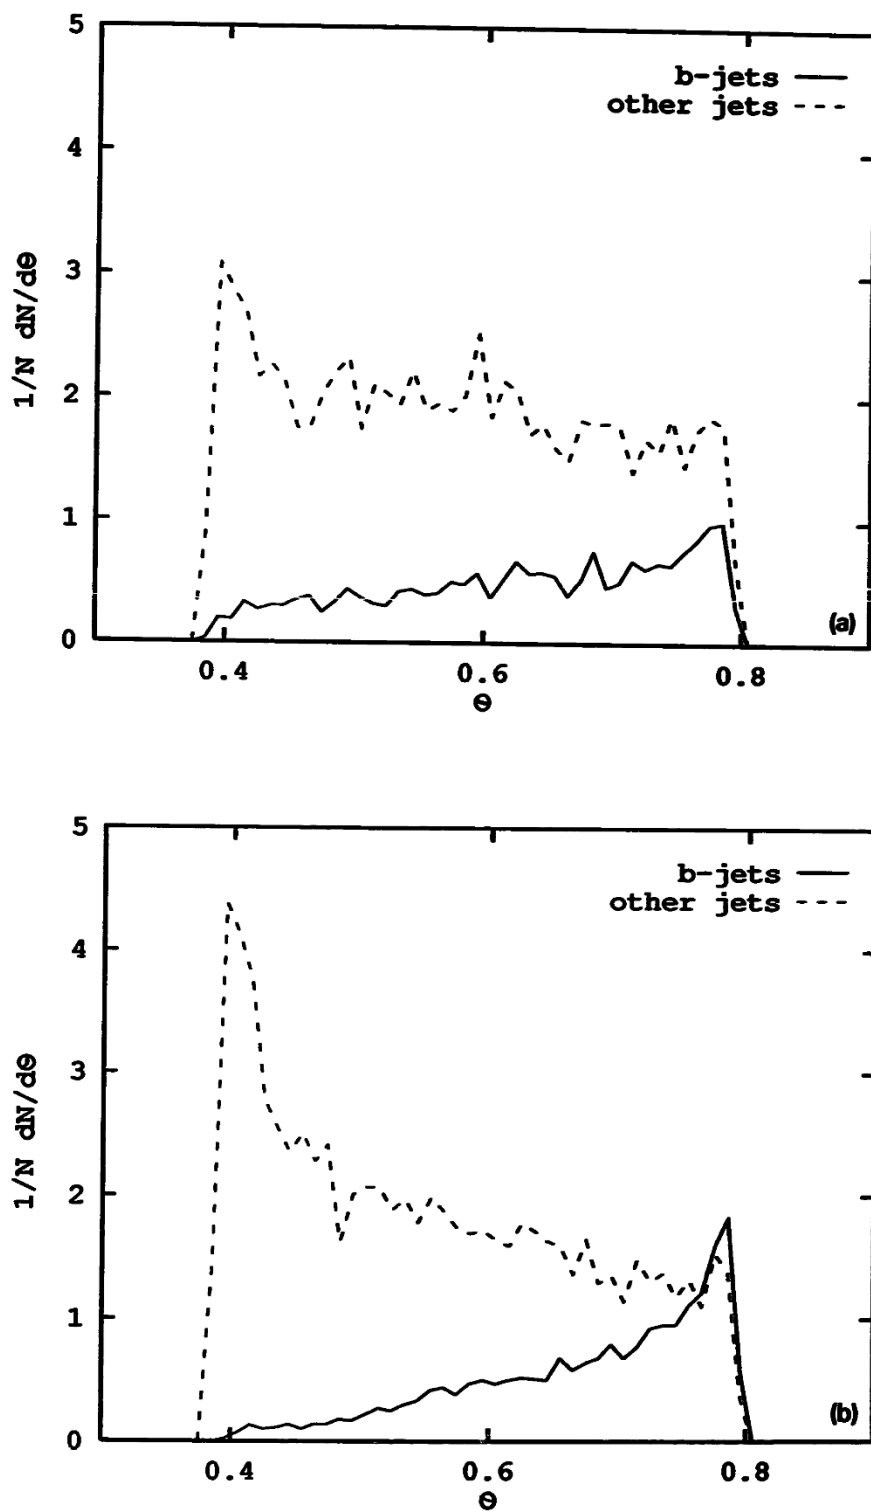 5
b-jets
other jets
4
3
1/N dN/dΘ
2
1
0
(a)
0.4 0.6 0.8
Θ
5
b-jets
other jets
4
3
1/N dN/dΘ
2
1
0
(b)
0.4 0.6 0.8
Θ